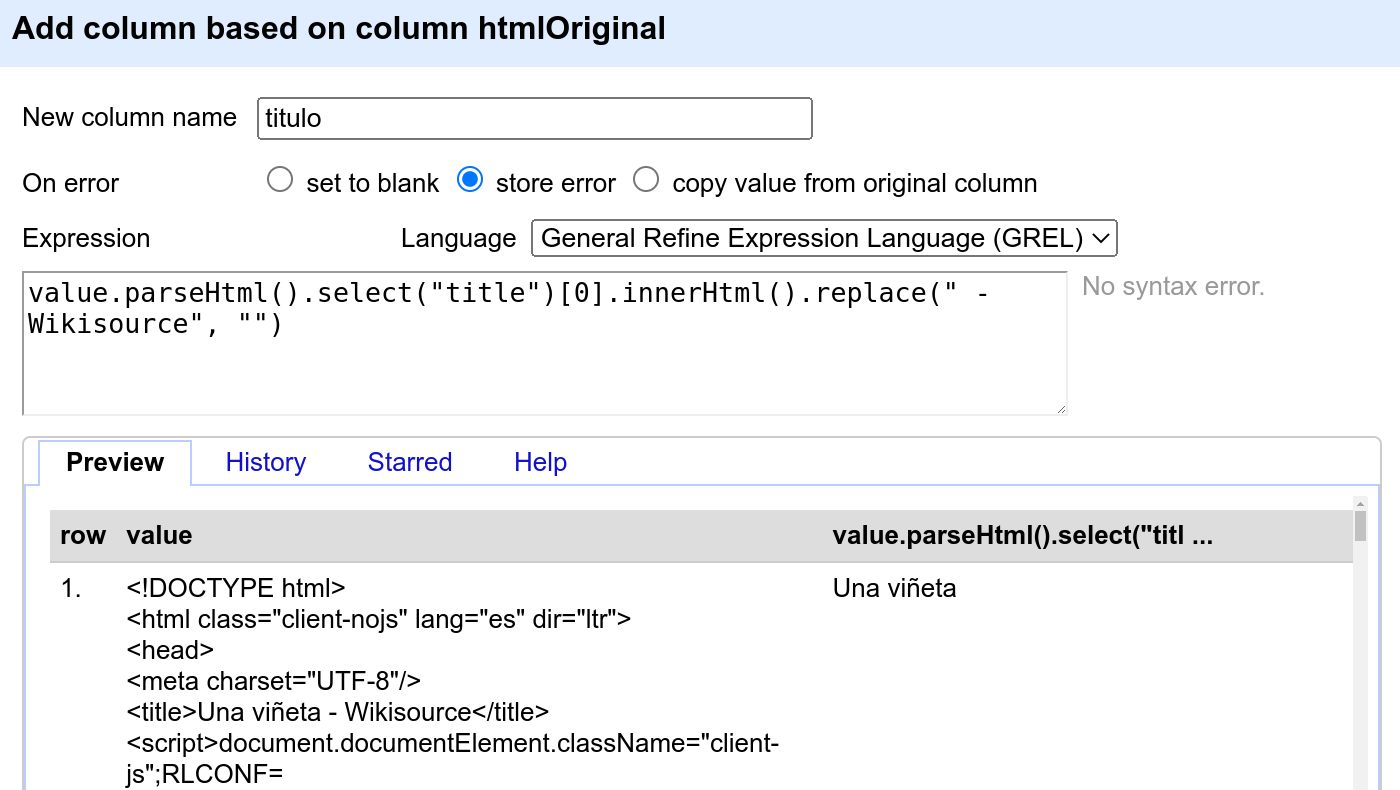 Add column based on column htmlOriginal
New column name titulo
On error set to blank store error copy value from original column
Expression Language General Refine Expression Language (GREL)
value.parseHtml().select("title")[0].innerHtml().replace(" -
Wikisource", "")
No syntax error.
Preview History Starred Help
row value value.parseHtml().select("titl ...
1. <!DOCTYPE html> Una viñeta
<html class="client-nojs" lang="es" dir="ltr">
<head>
<meta charset="UTF-8"/>
<title>Una viñeta - Wikisource</title>
<script>document.documentElement.className="client-
js";RLCONF=